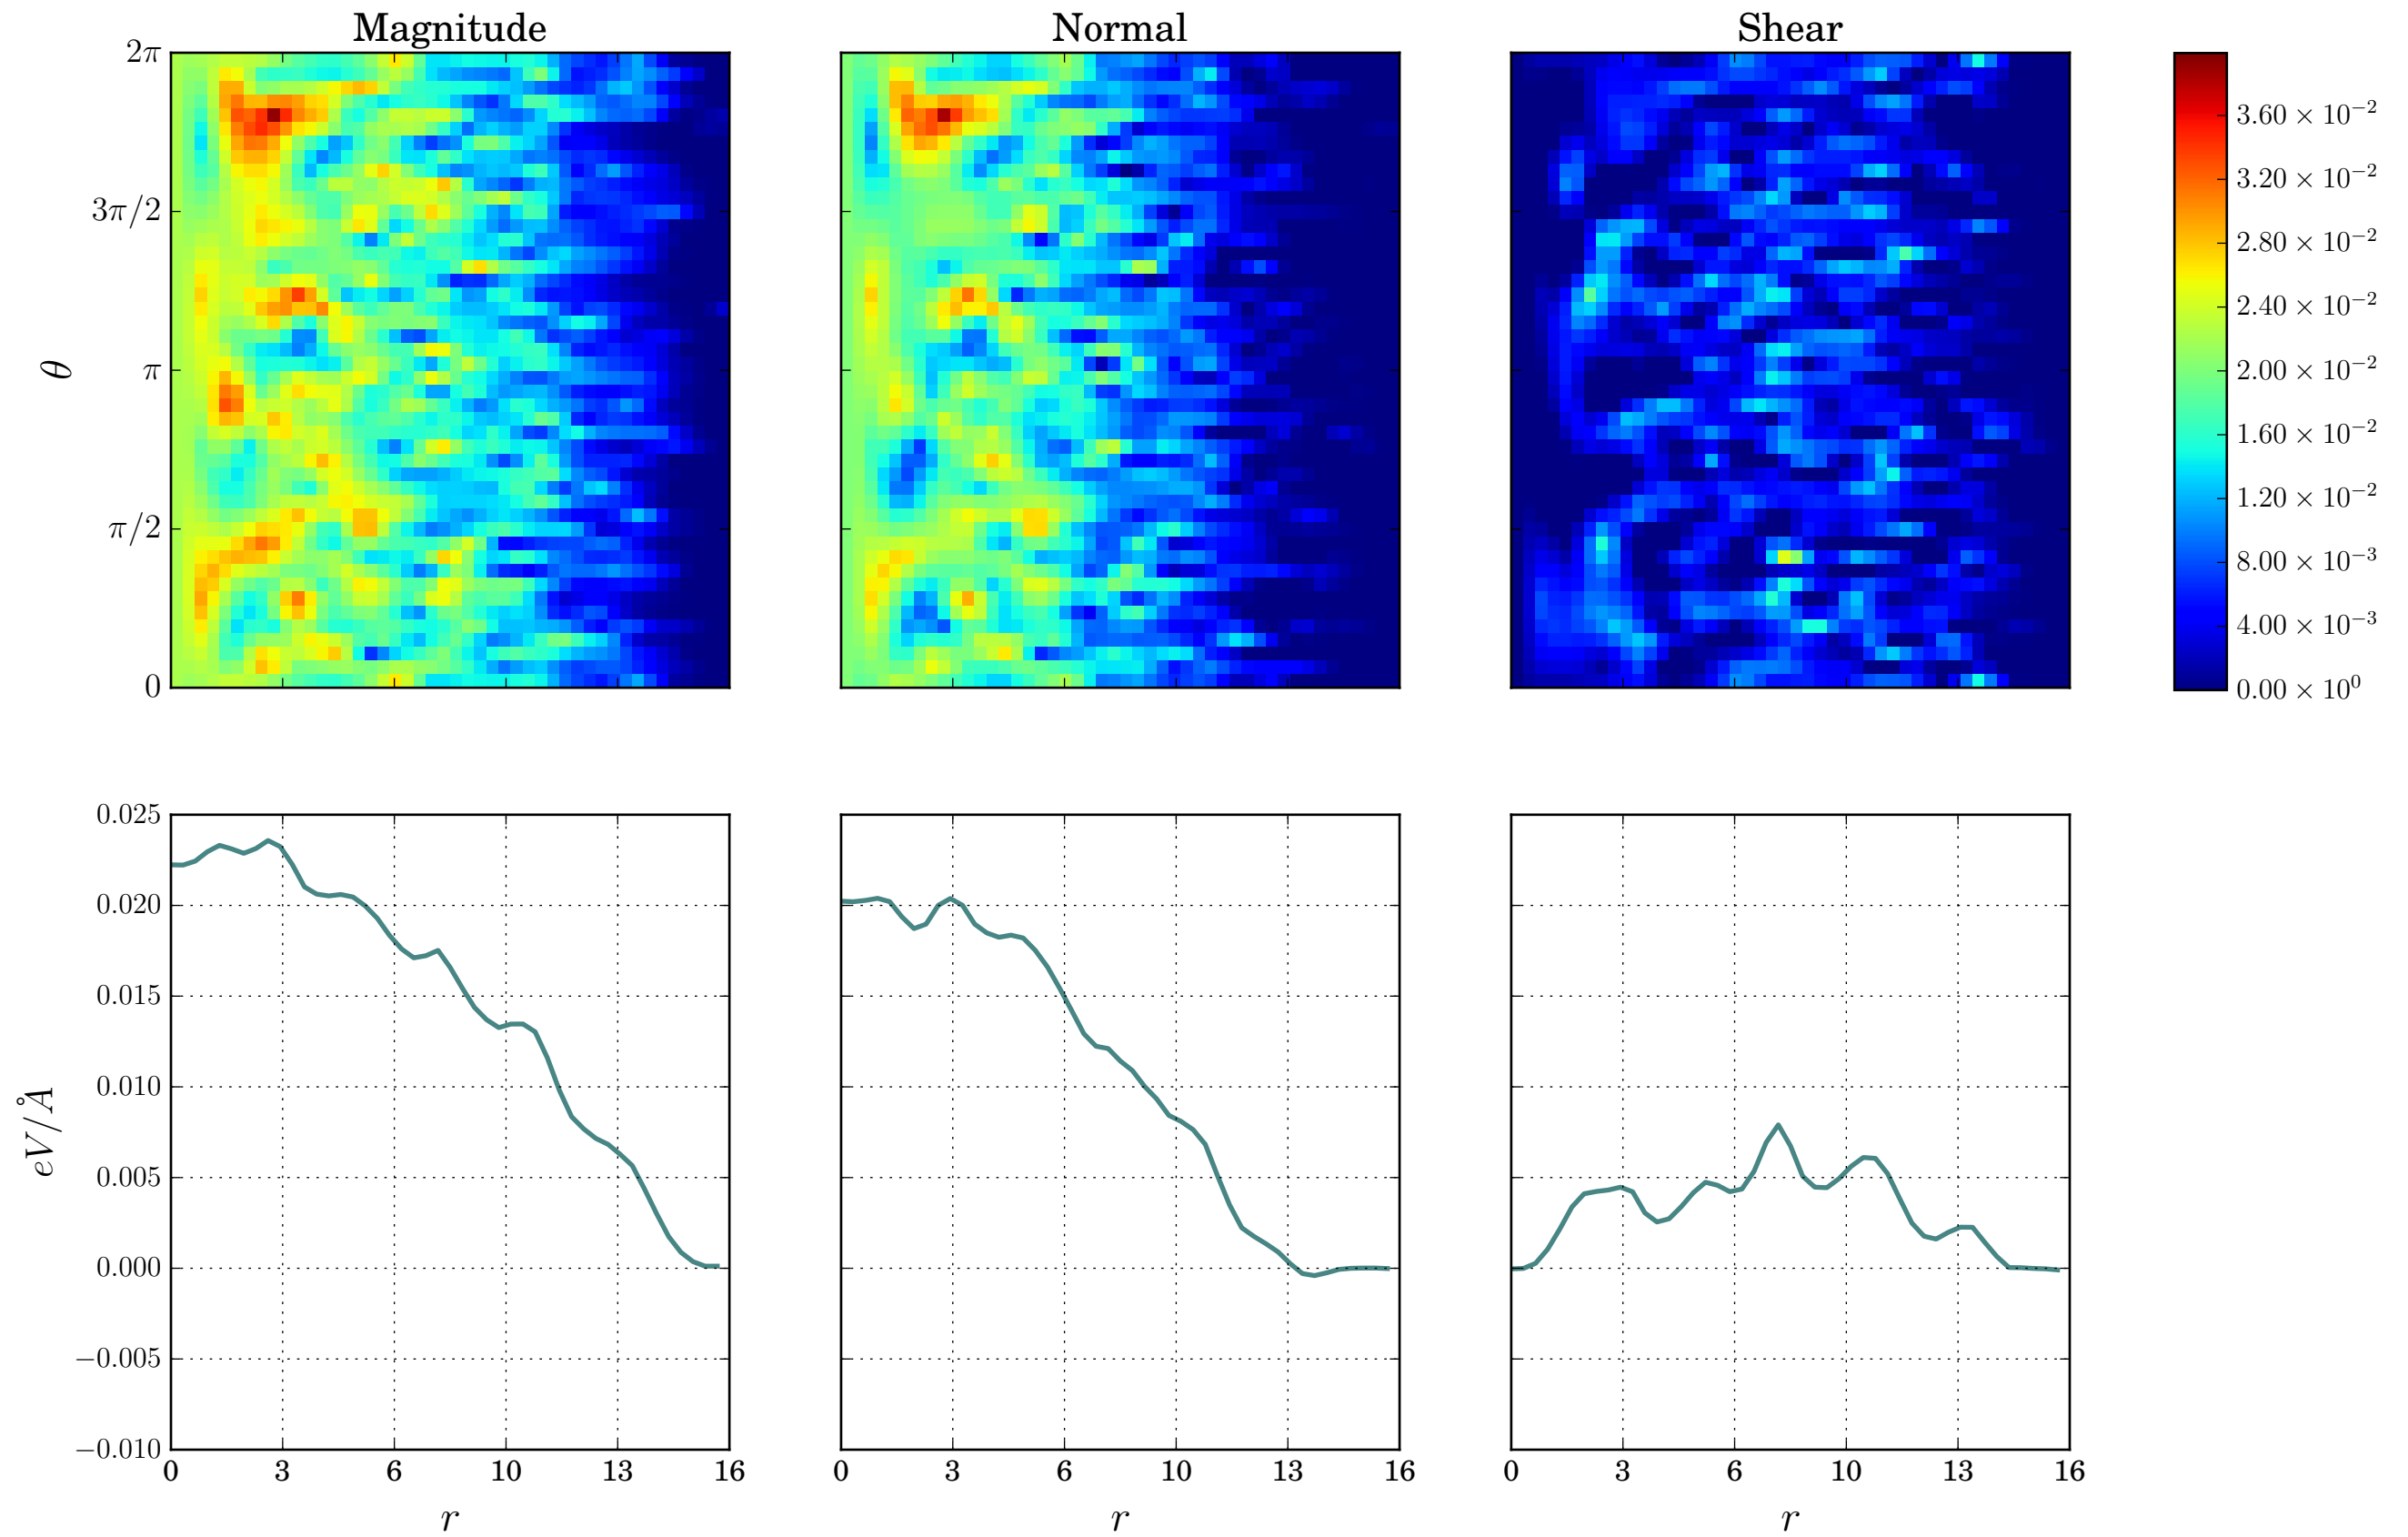 Magnitude
Normal
Shear
2π
3π/2
π
π/2
0
θ
3.60 × 10⁻²
3.20 × 10⁻²
2.80 × 10⁻²
2.40 × 10⁻²
2.00 × 10⁻²
1.60 × 10⁻²
1.20 × 10⁻²
8.00 × 10⁻³
4.00 × 10⁻³
0.00 × 10⁰
0.025
0.020
0.015
0.010
0.005
0.000
−0.005
−0.010
eV/Å
0 3 6 10 13 16
0 3 6 10 13 16
0 3 6 10 13 16
r
r
r